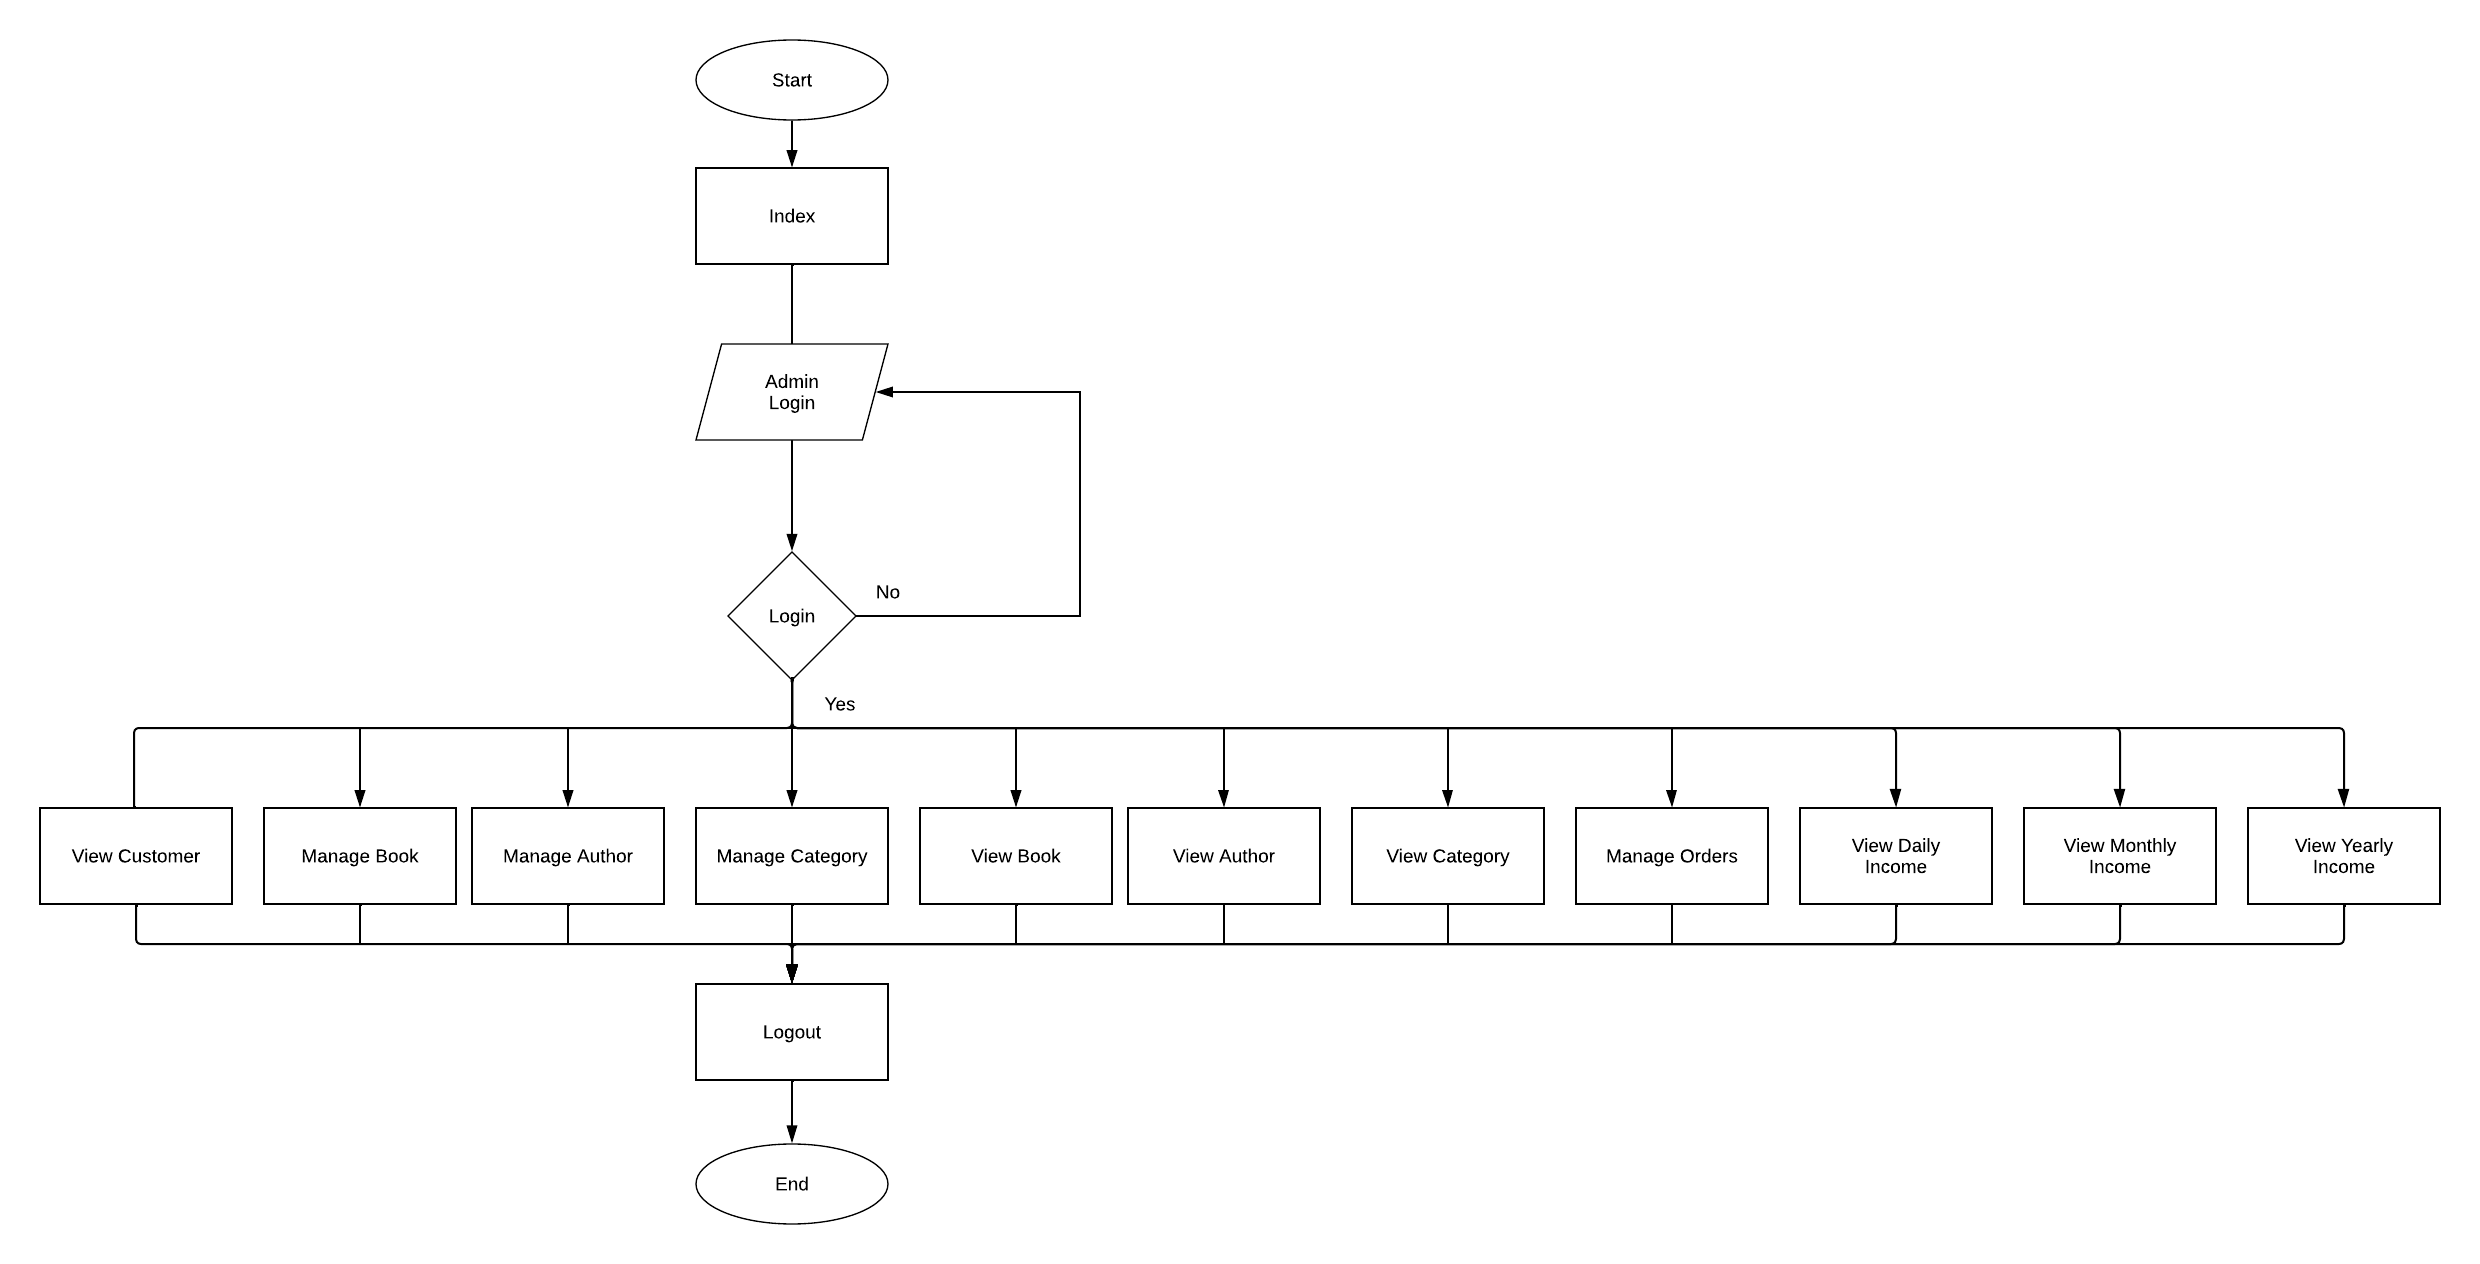 Start
Index
Admin
Login
No
Login
Yes
View Customer
Manage Book
Manage Author
Manage Category
View Book
View Author
View Category
Manage Orders
View Daily
Income
View Monthly
Income
View Yearly
Income
Logout
End